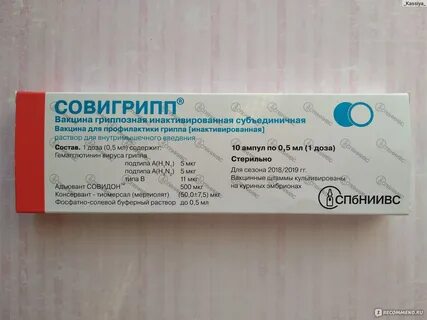 _Kassiya_
СОВИГРИПП®
Вакцина гриппозная инактивированная субъединичная
Вакцина для профилактики гриппа [инактивированная]
раствор для внутримышечного введения
Состав. 1 доза (0,5 мл) содержит:
Гемагглютинин вируса гриппа
подтипа A(H₁N₁) 5 мкг
подтипа A(H₃N₂) 5 мкг
типа B 11 мкг
Адъювант СОВИДОН™ 500 мкг
Консервант - тиомерсал (мертиолят) (50,0±7,5) мкг
Фосфатно-солевой буферный раствор до 0,5 мл
10 ампул по 0,5 мл (1 доза)
Стерильно
Для сезона 2018/2019 гг.
Вакцинные штаммы культивированы
на куриных эмбрионах
СПбНИИВС
IRECOMMEND.RU